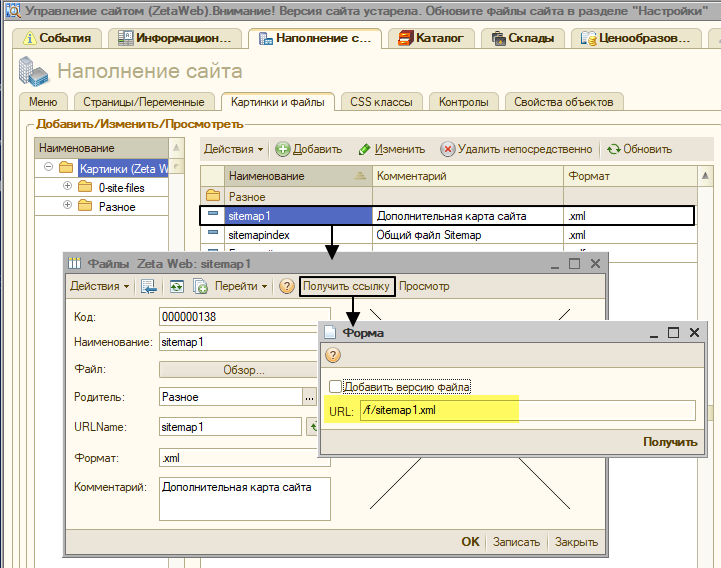 Управление сайтом (ZetaWeb).Внимание! Версия сайта устарела. Обновите файлы сайта в разделе "Настройки"
События Информацион... Наполнение с... Каталог Склады Ценообразов...
Наполнение сайта
Меню Страницы/Переменные Картинки и файлы CSS классы Контролы Свойства объектов
Добавить/Изменить/Просмотреть
Наименование
Картинки (Zeta W
0-site-files
Разное
Действия Добавить Изменить Удалить непосредственно Обновить
Наименование Комментарий Формат
Разное
sitemap1 Дополнительная карта сайта .xml
sitemapindex Общий файл Sitemap .xml
Файлы Zeta Web: sitemap1
Действия Перейти ? Получить ссылку Просмотр
Код: 000000138
Наименование: sitemap1
Файл: Обзор...
Родитель: Разное ...
URLName: sitemap1
Формат: .xml
Комментарий: Дополнительная карта сайта
OK Записать Закрыть
Форма
?
Добавить версию файла
URL: /f/sitemap1.xml
Получить